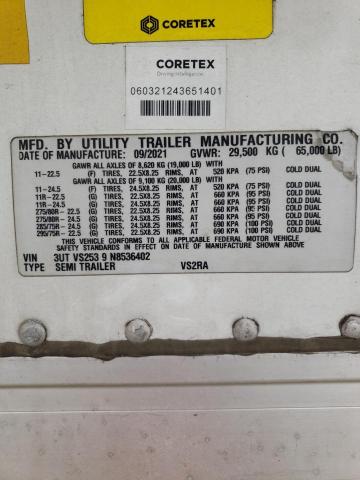 CORETEX
CORETEX
Driving Intelligence
060321243651401
MFD. BY UTILITY TRAILER MANUFACTURING CO.
DATE OF MANUFACTURE: 09/2021 GVWR: 29,500 KG ( 65,000 LB)
GAWR ALL AXLES OF 8,620 KG (19,000 LB) WITH
11-22.5 (F) TIRES, 22.5X8.25 RIMS, AT 520 KPA (75 PSI) COLD DUAL
GAWR ALL AXLES OF 9,100 KG (20,000 LB) WITH
11-24.5 (F) TIRES, 24.5X8.25 RIMS, AT 520 KPA (75 PSI) COLD DUAL
11R-22.5 (G) TIRES, 22.5X8.25 RIMS, AT 660 KPA (95 PSI) COLD DUAL
11R-24.5 (G) TIRES, 24.5X8.25 RIMS, AT 660 KPA (95 PSI) COLD DUAL
275/80R-22.5 (G) TIRES, 22.5X8.25 RIMS, AT 660 KPA (95 PSI) COLD DUAL
275/80R-24.5 (G) TIRES, 24.5X8.25 RIMS, AT 660 KPA (95 PSI) COLD DUAL
285/75R-24.5 (G) TIRES, 24.5X8.25 RIMS, AT 690 KPA (100 PSI) COLD DUAL
295/75R-22.5 (G) TIRES, 22.5X8.25 RIMS, AT 690 KPA (100 PSI) COLD DUAL
THIS VEHICLE CONFORMS TO ALL APPLICABLE U.S. FEDERAL MOTOR VEHICLE
SAFETY STANDARDS IN EFFECT ON THE DATE OF MANUFACTURE SHOWN ABOVE.
VIN 3UT VS253 9 N8536402
TYPE SEMI TRAILER VS2RA